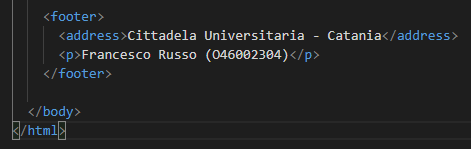 <footer>
<address>Cittadela Universitaria - Catania</address>
<p>Francesco Russo (O46002304)</p>
</footer>
</body>
</html>